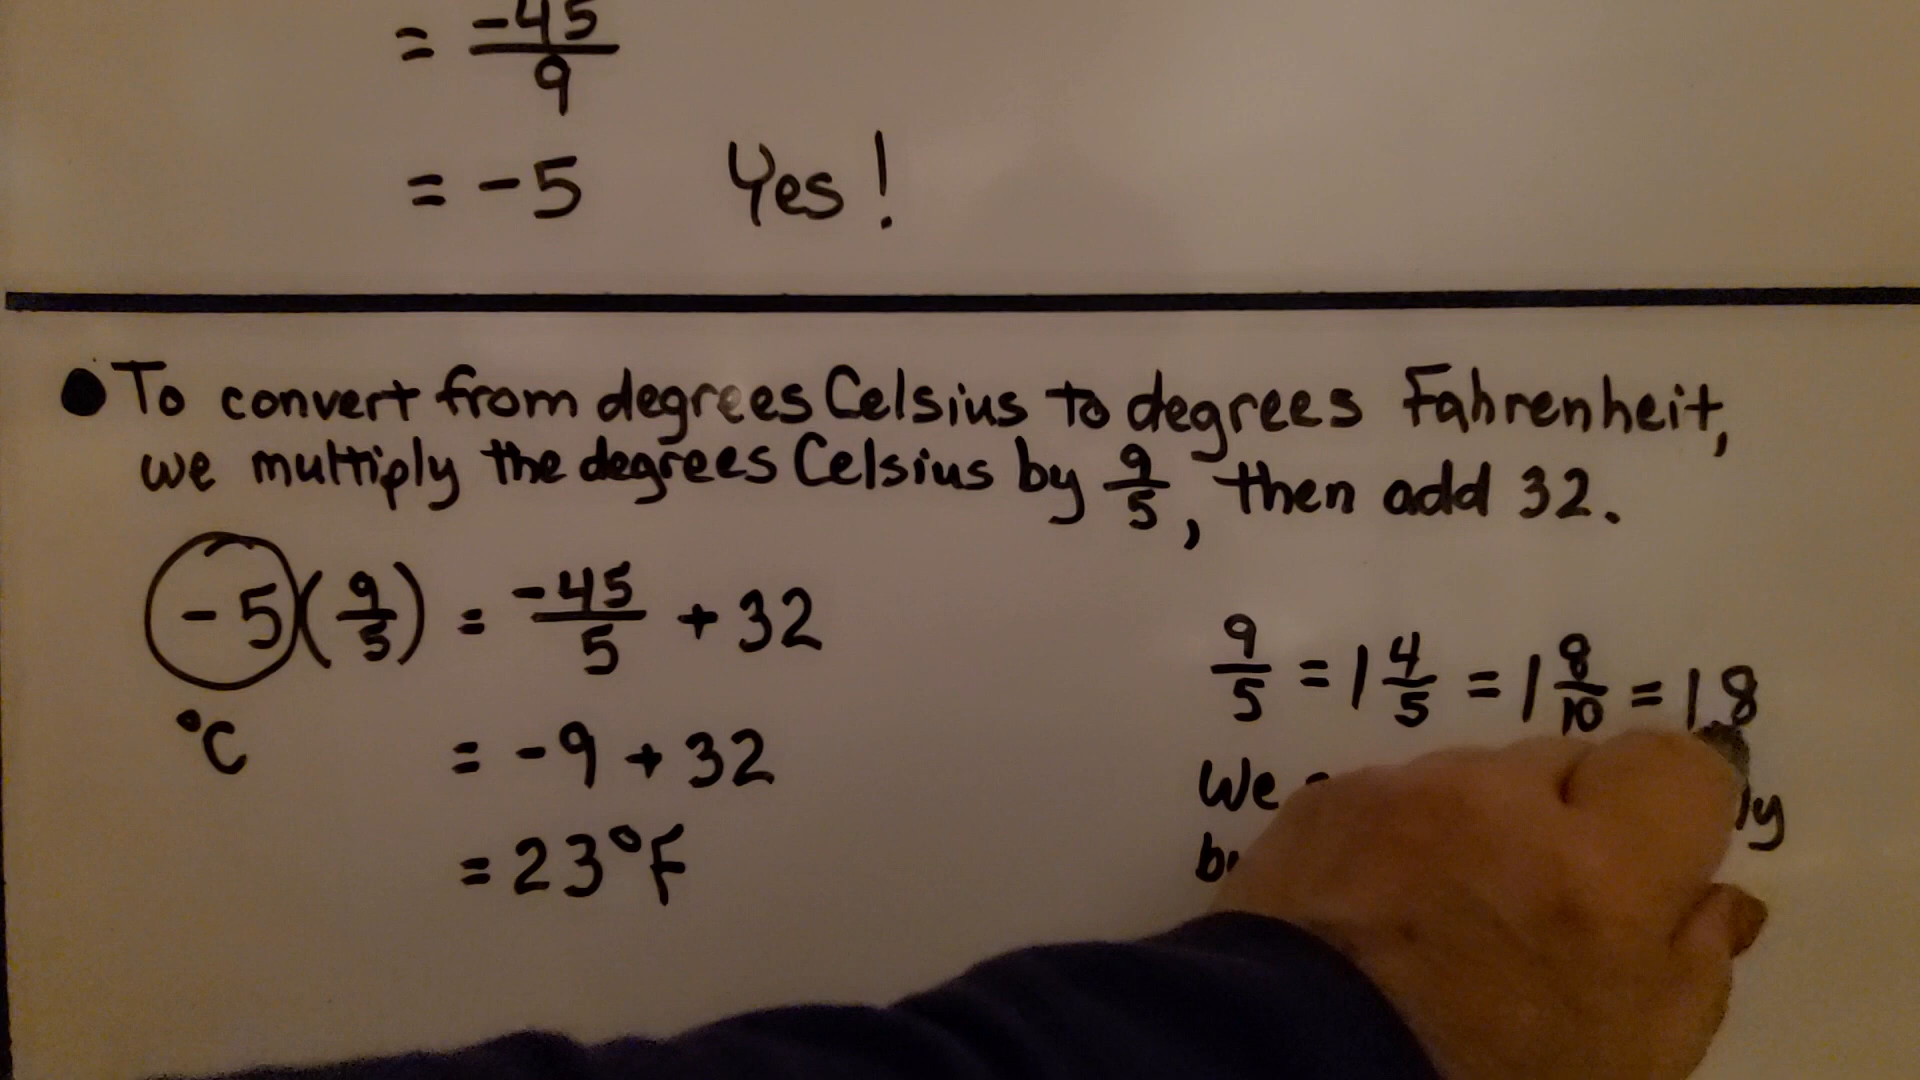 = -45/9
= -5 Yes!
● To convert from degrees Celsius to degrees Fahrenheit,
we multiply the degrees Celsius by 9/5, then add 32.
-5(9/5) = -45/5 + 32
°C
= -9 + 32
= 23°F
9/5 = 1 4/5 = 1 8/10 = 1.8
We